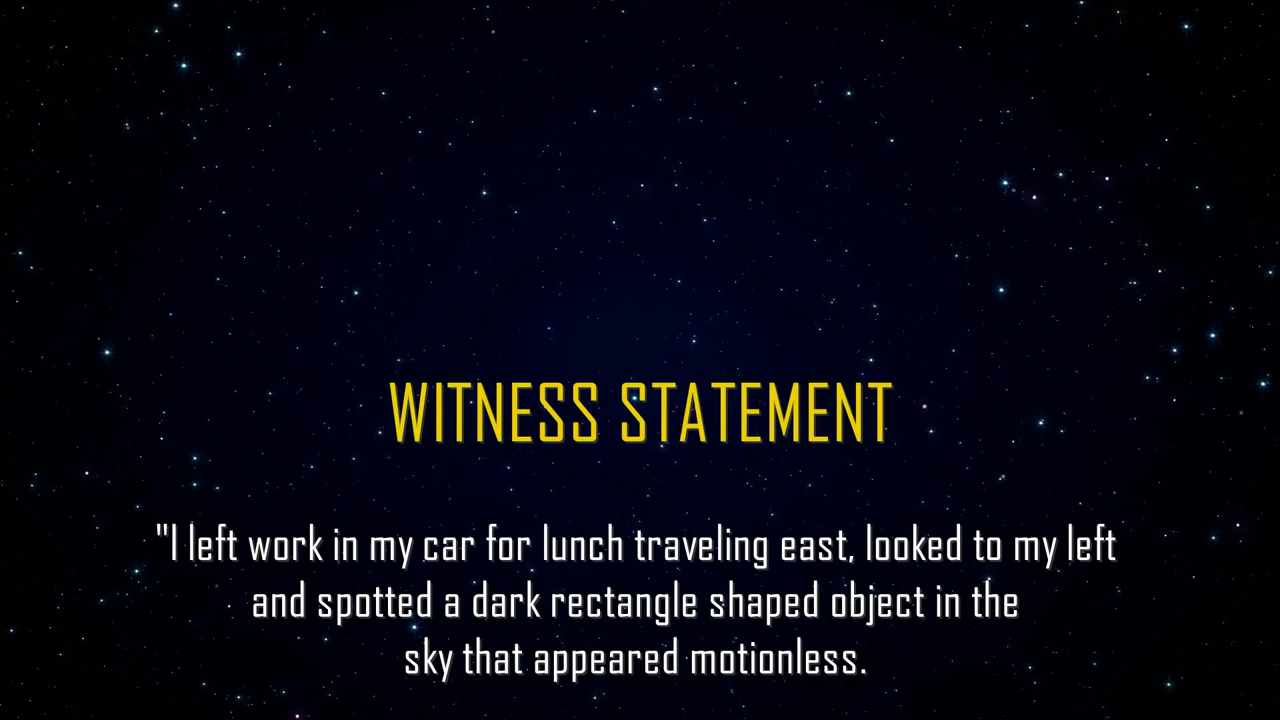 WITNESS STATEMENT
"I left work in my car for lunch traveling east, looked to my left
and spotted a dark rectangle shaped object in the
sky that appeared motionless.